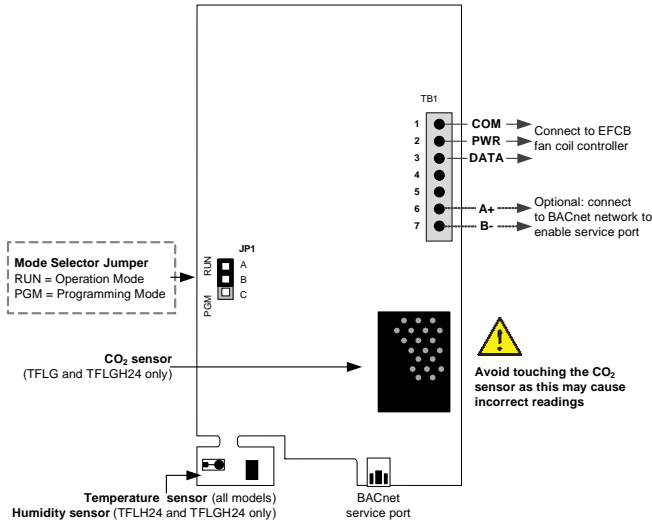 TB1
1 COM
2 PWR
3 DATA
4
5
6 A+
7 B-
Connect to EFCB
fan coil controller
Optional: connect
to BACnet network to
enable service port
Mode Selector Jumper
RUN = Operation Mode
PGM = Programming Mode
JP1
RUN
PGM
A
B
C
CO₂ sensor
(TFLG and TFLGH24 only)
Avoid touching the CO₂
sensor as this may cause
incorrect readings
Temperature sensor (all models)
Humidity sensor (TFLH24 and TFLGH24 only)
BACnet
service port